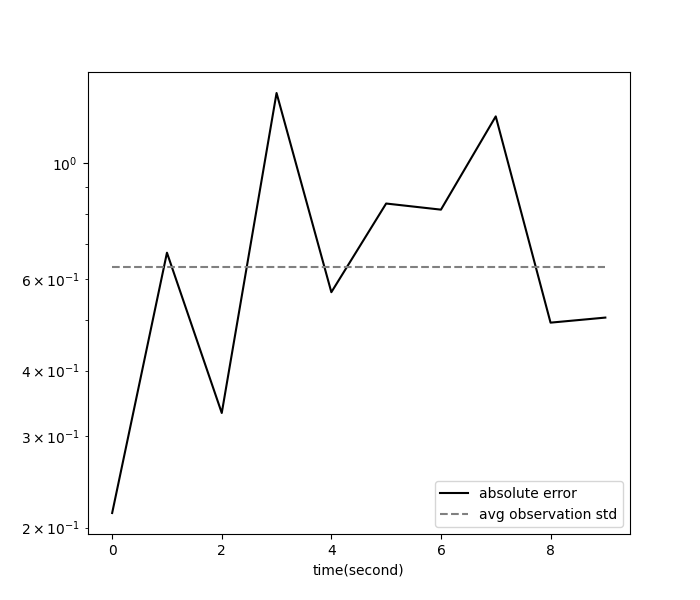 10⁰
6 × 10⁻¹
4 × 10⁻¹
3 × 10⁻¹
2 × 10⁻¹
absolute error
avg observation std
0 2 4 6 8
time(second)